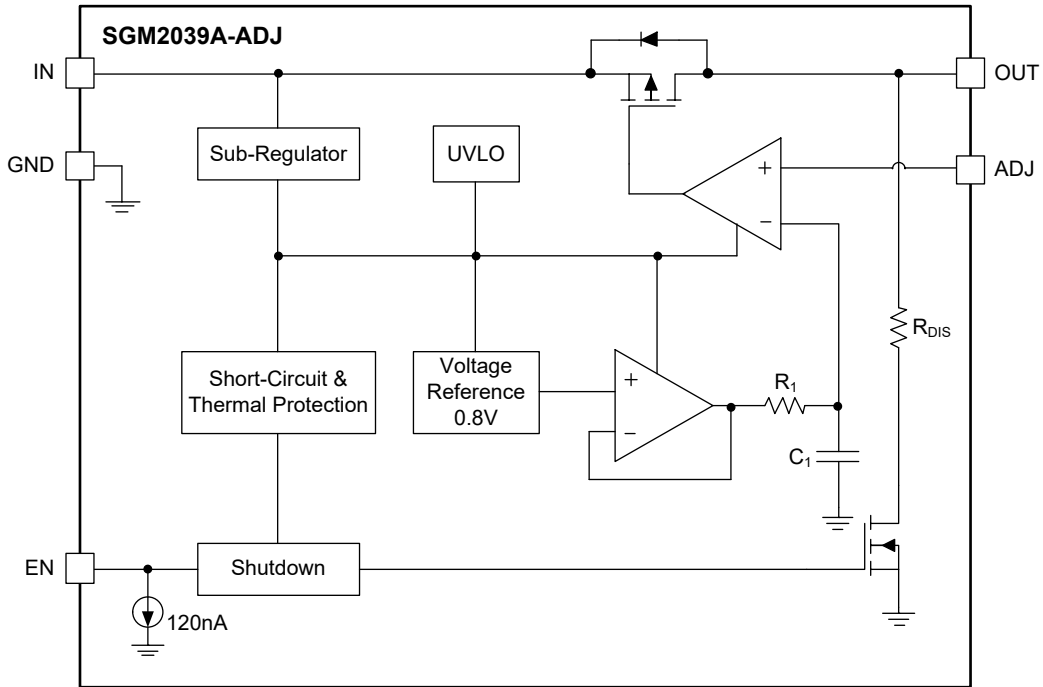 SGM2039A-ADJ
IN
OUT
GND
ADJ
Sub-Regulator
UVLO
+
−
RDIS
Short-Circuit &
Thermal Protection
Voltage
Reference
0.8V
+
−
R1
C1
EN
Shutdown
120nA